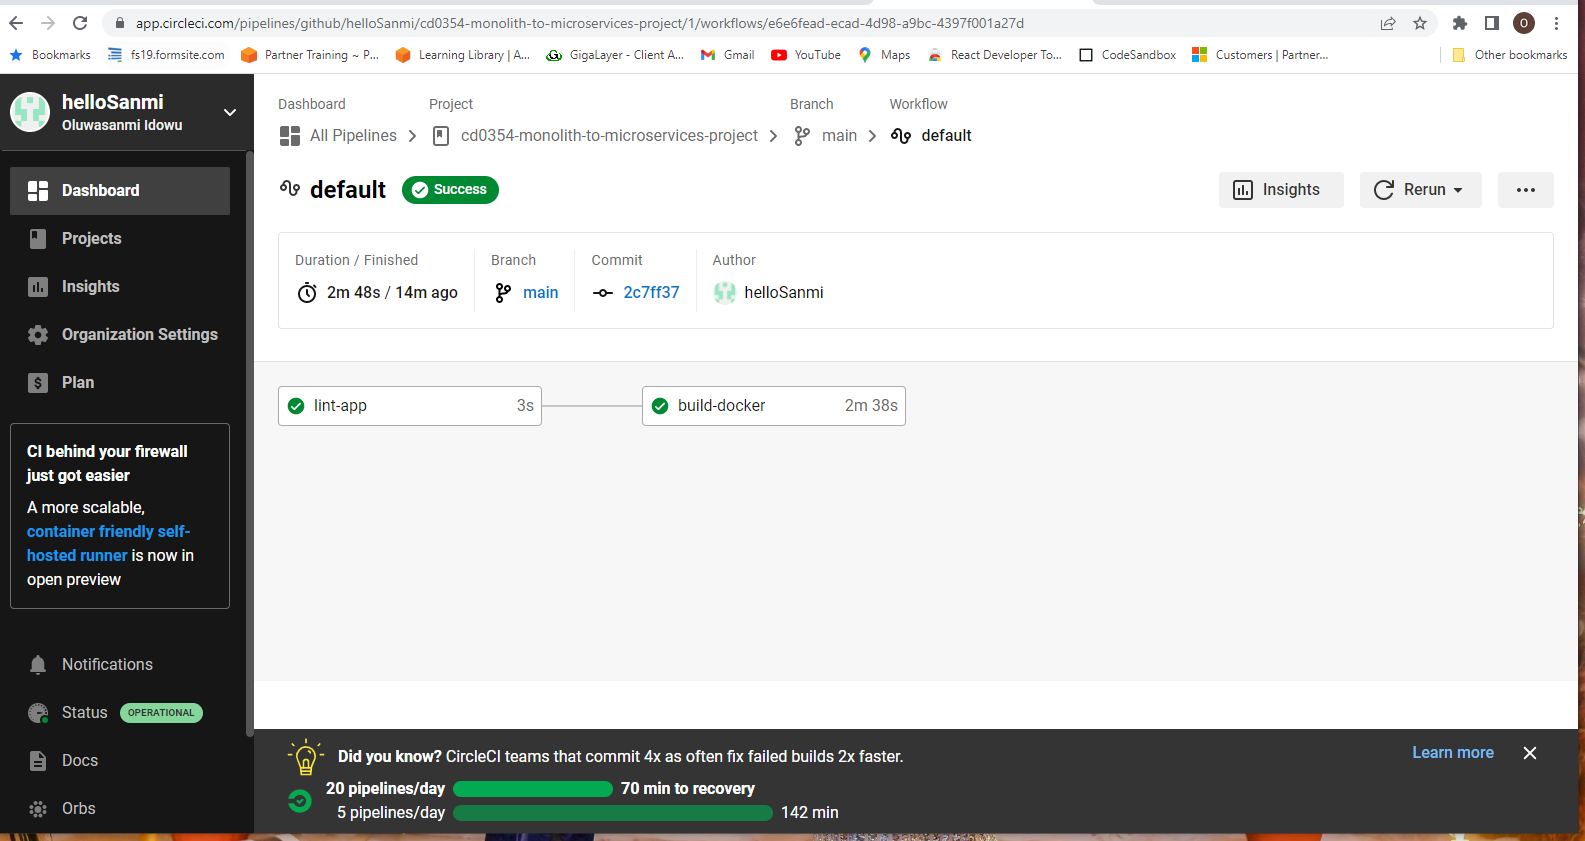 app.circleci.com/pipelines/github/helloSanmi/cd0354-monolith-to-microservices-project/1/workflows/e6e6fead-ecad-4d98-a9bc-4397f001a27d
O
Bookmarks
fs19.formsite.com
Partner Training ~ P...
Learning Library | A...
GigaLayer - Client A...
Gmail
YouTube
Maps
React Developer To...
CodeSandbox
Customers | Partner...
Other bookmarks
helloSanmi
Oluwasanmi Idowu
Dashboard
Projects
Insights
Organization Settings
Plan
CI behind your firewall
just got easier
A more scalable,
container friendly self-
hosted runner is now in
open preview
Notifications
Status OPERATIONAL
Docs
Orbs
Dashboard Project Branch Workflow
All Pipelines cd0354-monolith-to-microservices-project main default
default Success
Insights Rerun
Duration / Finished Branch Commit Author
2m 48s / 14m ago main 2c7ff37 helloSanmi
lint-app 3s
build-docker 2m 38s
Did you know? CircleCI teams that commit 4x as often fix failed builds 2x faster.
20 pipelines/day 70 min to recovery
5 pipelines/day 142 min
Learn more